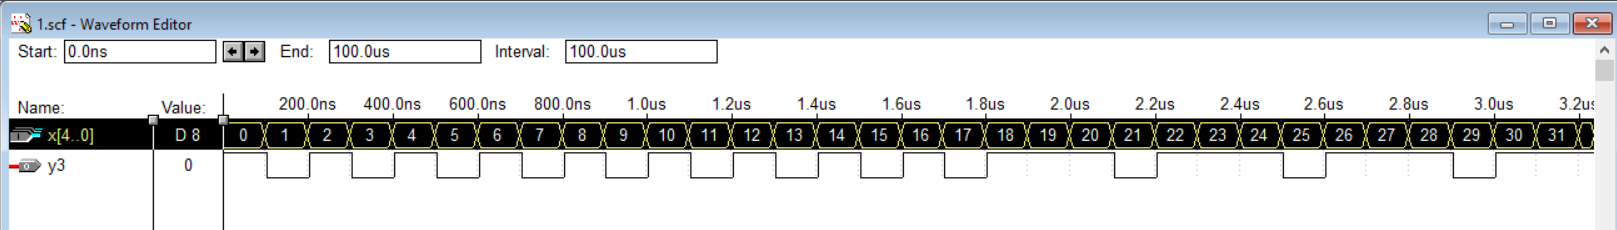 1.scf - Waveform Editor
Start: 0.0ns End: 100.0us Interval: 100.0us
Name: Value: 200.0ns 400.0ns 600.0ns 800.0ns 1.0us 1.2us 1.4us 1.6us 1.8us 2.0us 2.2us 2.4us 2.6us 2.8us 3.0us 3.2us
x[4..0] D 8 0 1 2 3 4 5 6 7 8 9 10 11 12 13 14 15 16 17 18 19 20 21 22 23 24 25 26 27 28 29 30 31
y3 0